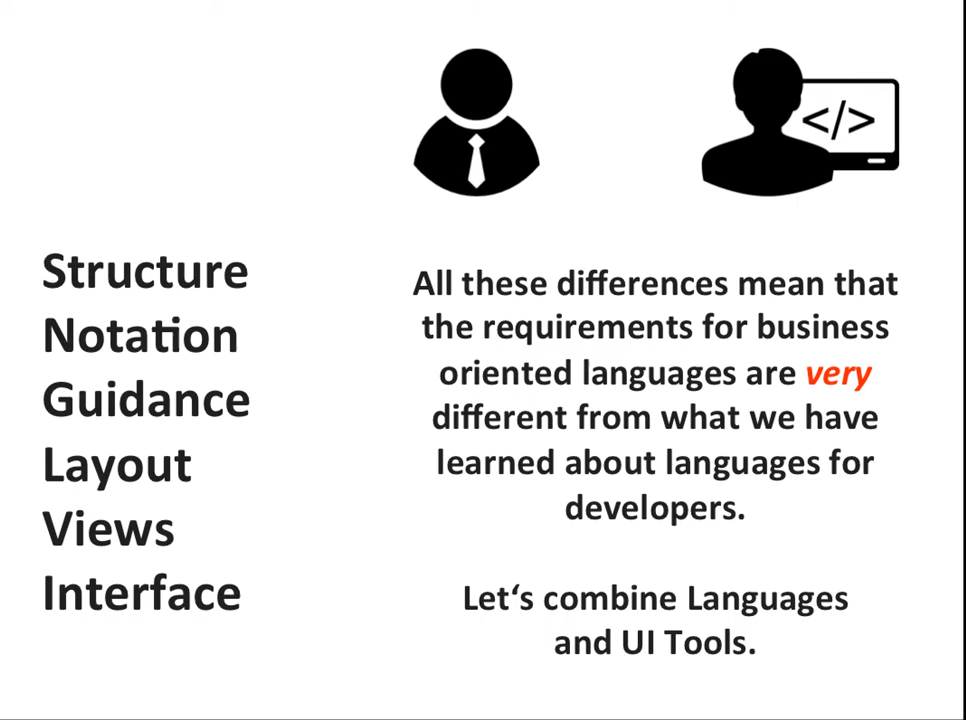 </>
Structure
Notation
Guidance
Layout
Views
Interface
All these differences mean that
the requirements for business
oriented languages are very
different from what we have
learned about languages for
developers.
Let‘s combine Languages
and UI Tools.